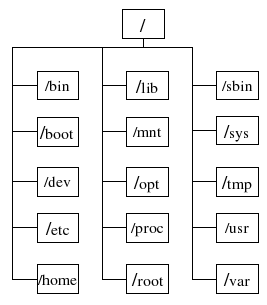 /
/bin /lib /sbin
/boot /mnt /sys
/dev /opt /tmp
/etc /proc /usr
/home /root /var